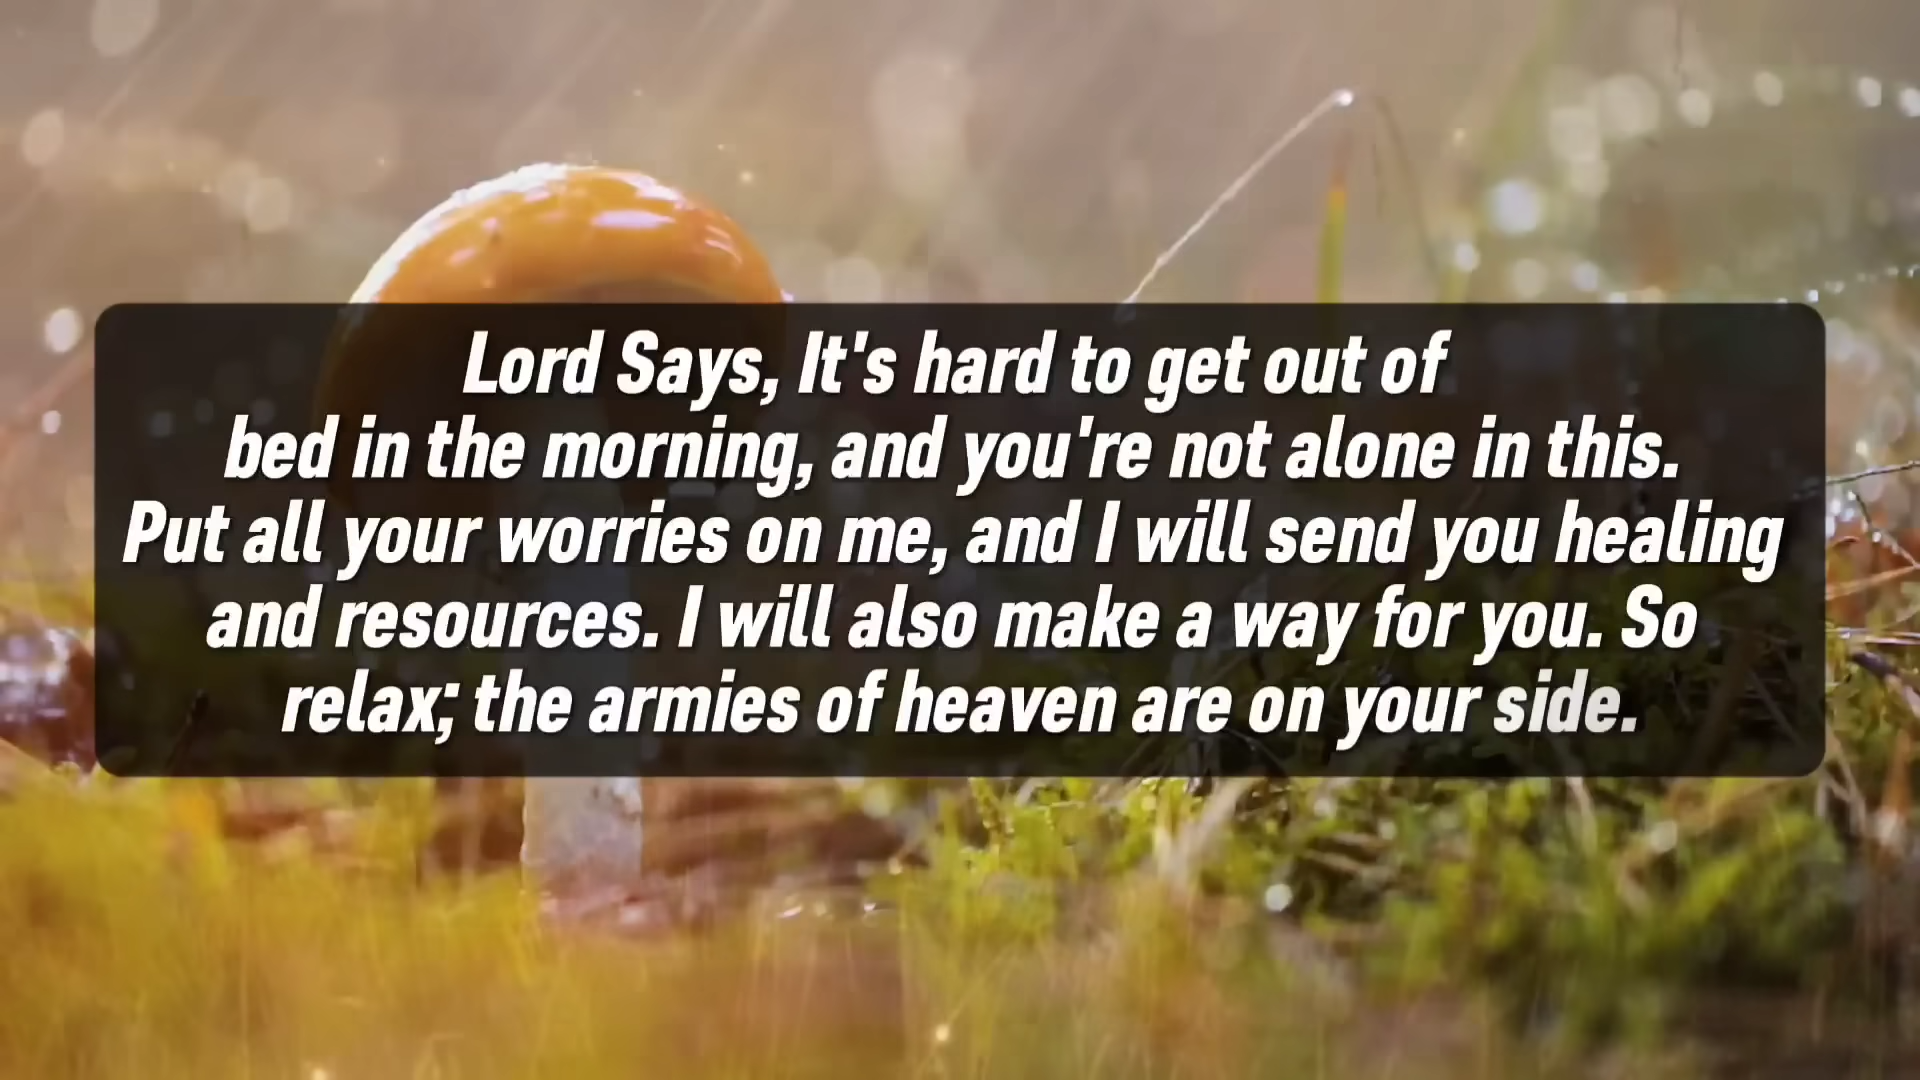 Lord Says, It's hard to get out of
bed in the morning, and you're not alone in this.
Put all your worries on me, and I will send you healing
and resources. I will also make a way for you. So
relax; the armies of heaven are on your side.